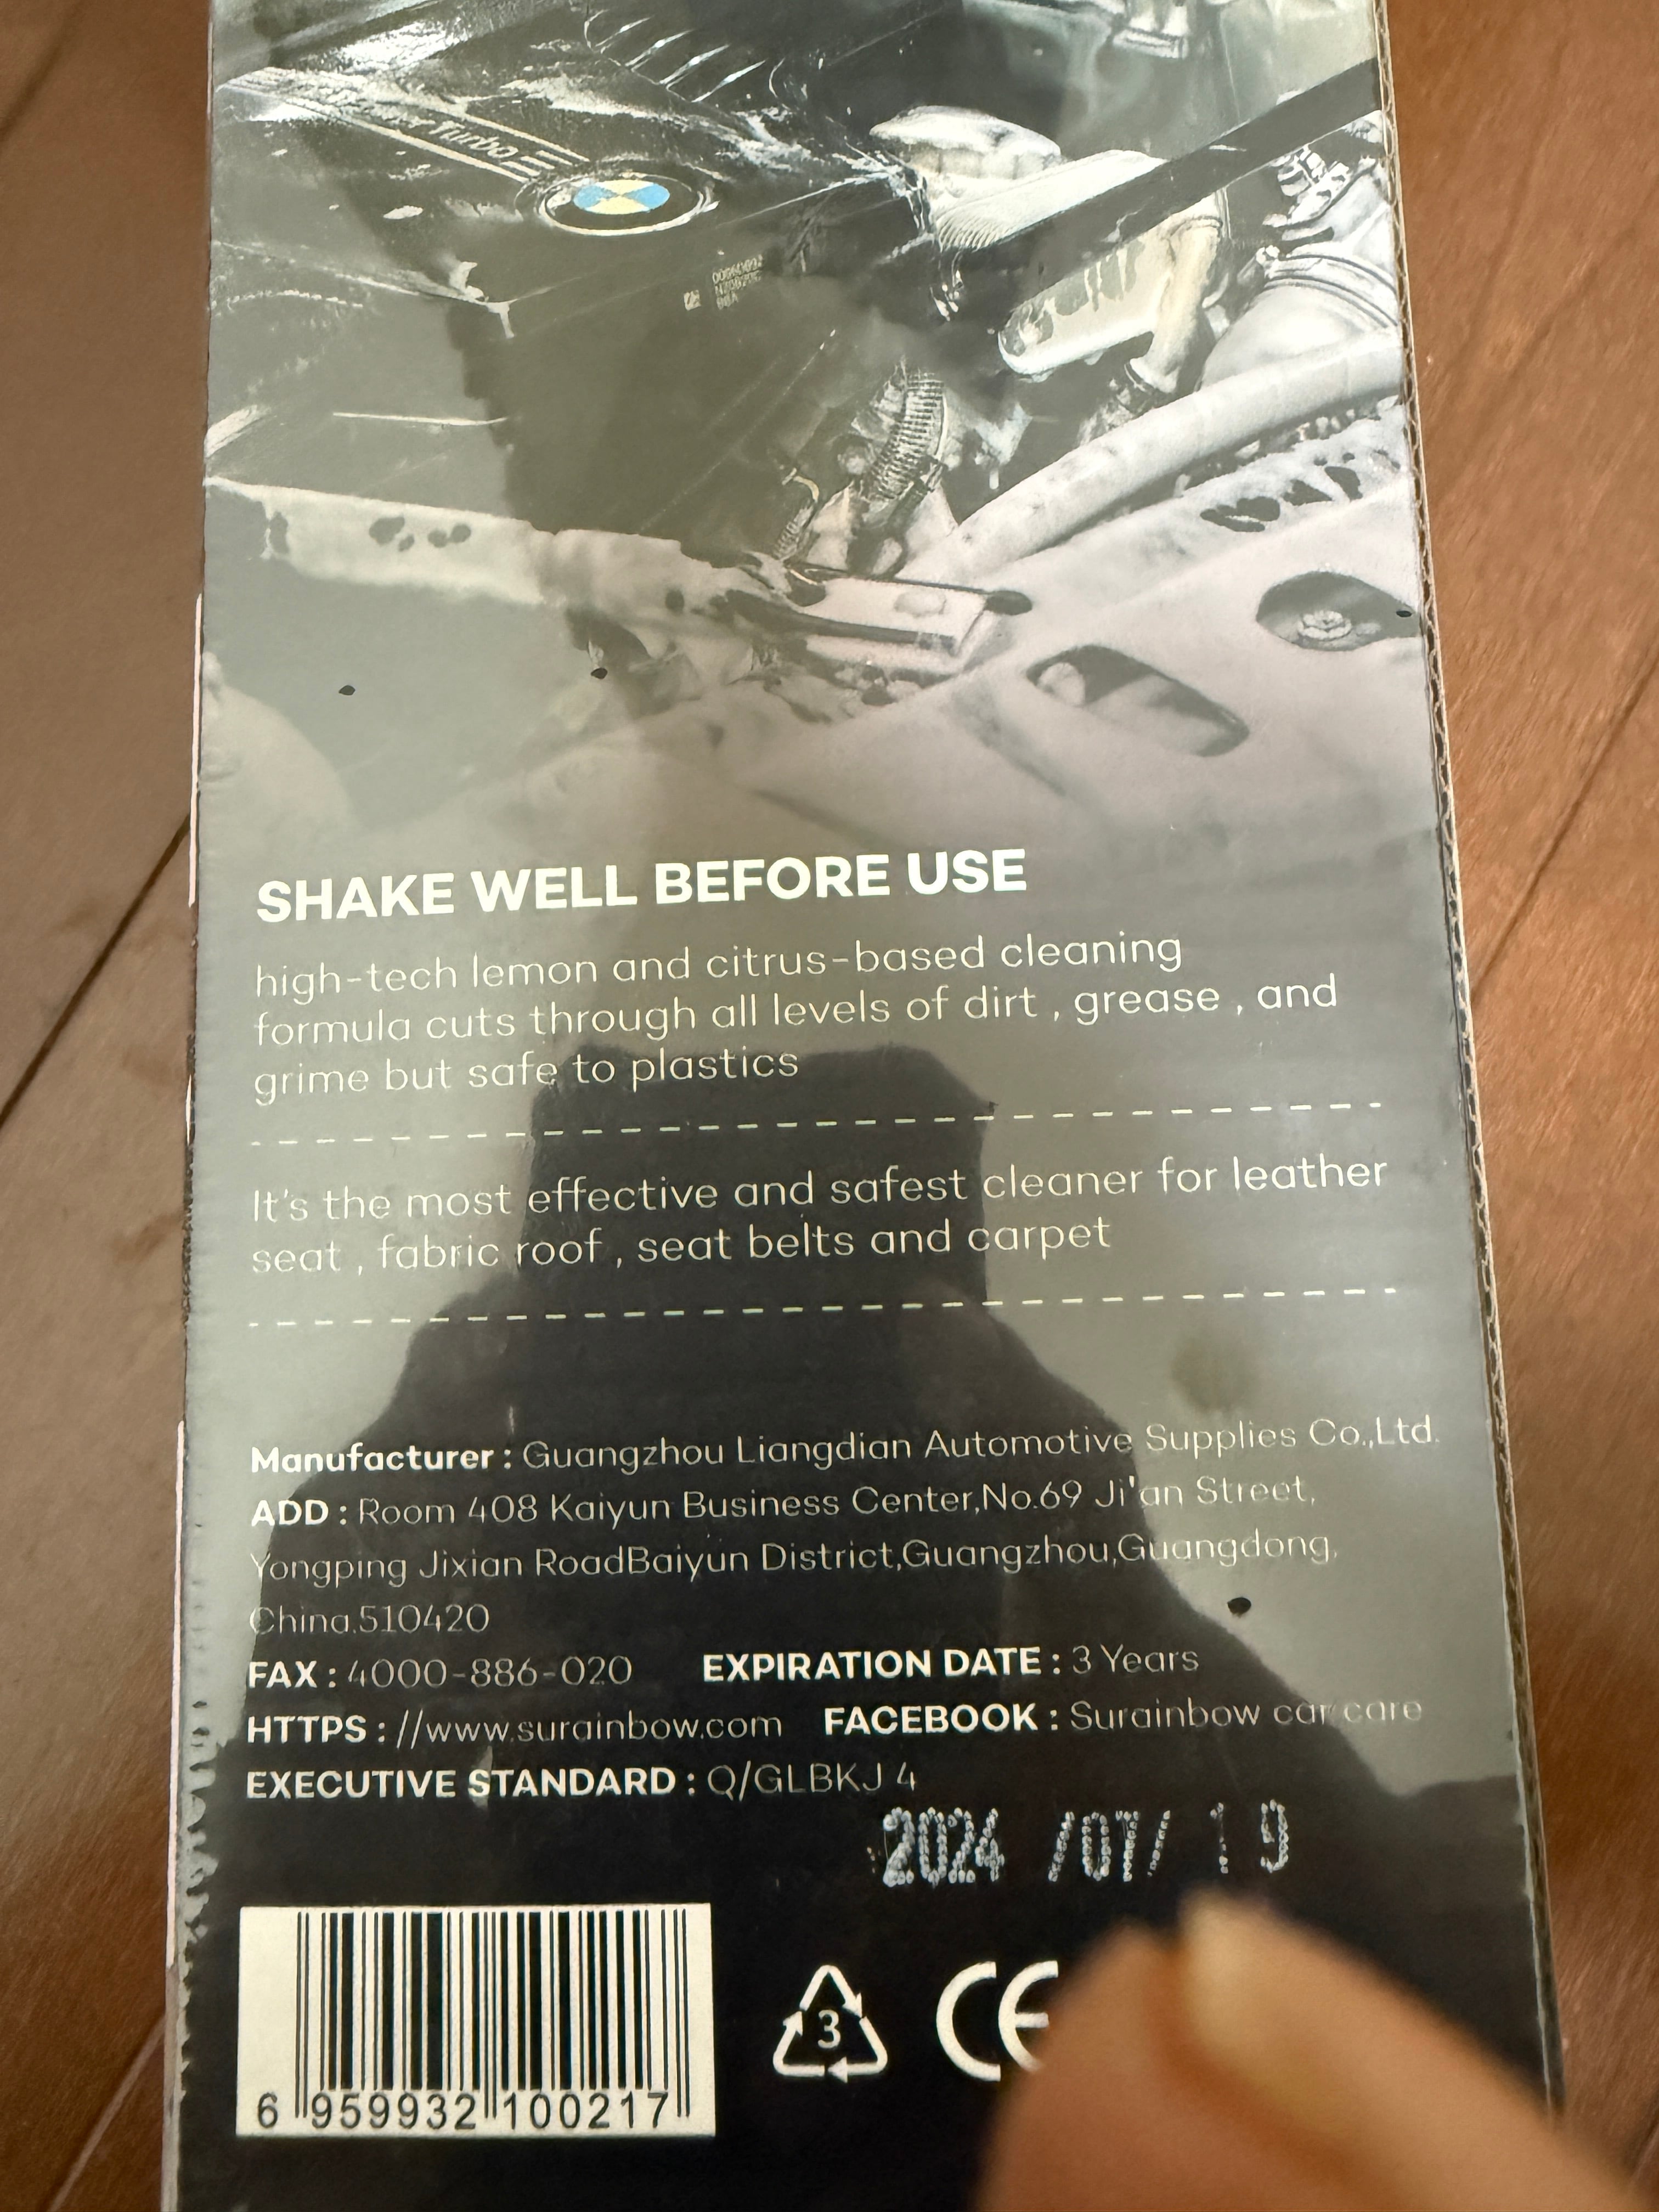 Turbo
SHAKE WELL BEFORE USE
high-tech lemon and citrus-based cleaning
formula cuts through all levels of dirt , grease , and
grime but safe to plastics
It's the most effective and safest cleaner for leather
seat , fabric roof , seat belts and carpet
Manufacturer : Guangzhou Liangdian Automotive Supplies Co.,Ltd.
ADD : Room 408 Kaiyun Business Center,No.69 Ji'an Street,
Yongping Jixian RoadBaiyun District,Guangzhou,Guangdong,
China.510420
FAX : 4000-886-020 EXPIRATION DATE : 3 Years
HTTPS : //www.surainbow.com FACEBOOK : Surainbow car care
EXECUTIVE STANDARD : Q/GLBKJ 4
2024 /07/ 19
3 CE
6 959932 100217